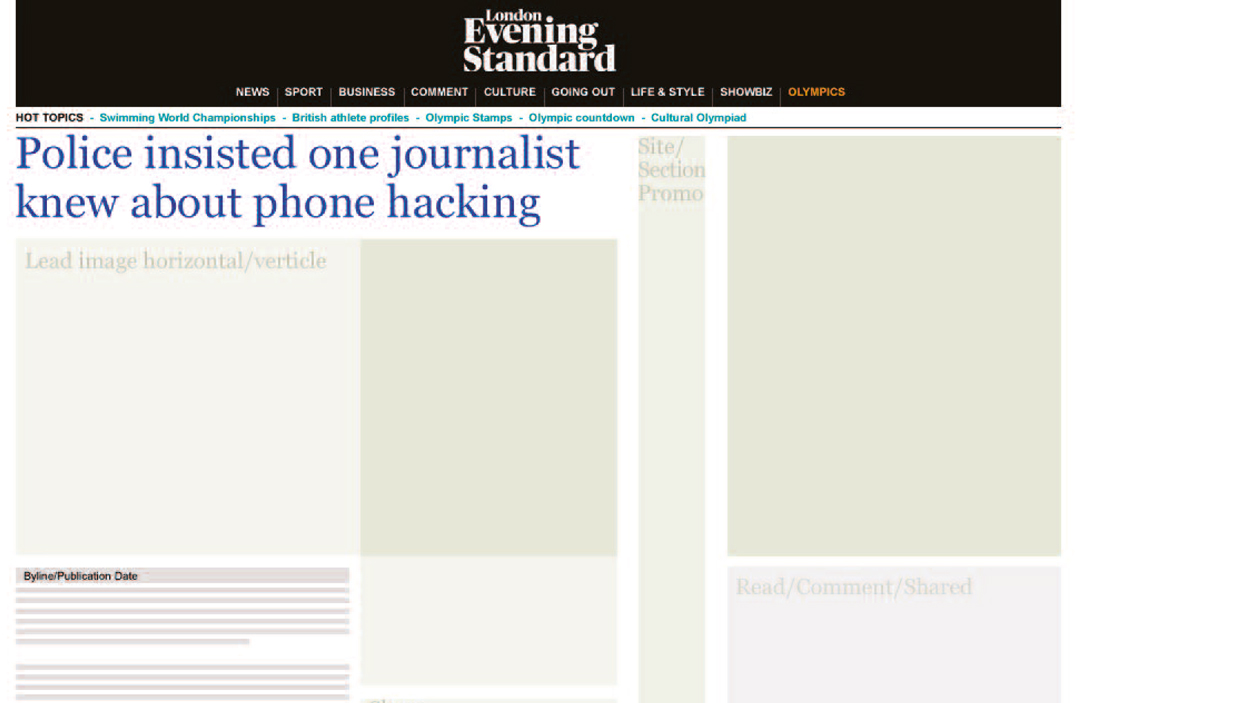 London
Evening
Standard
NEWS SPORT BUSINESS COMMENT CULTURE GOING OUT LIFE & STYLE SHOWBIZ OLYMPICS
HOT TOPICS - Swimming World Championships - British athlete profiles - Olympic Stamps - Olympic countdown - Cultural Olympiad
Police insisted one journalist
knew about phone hacking
Site/
Section
Promo
Lead image horizontal/verticle
Byline/Publication Date
Read/Comment/Shared